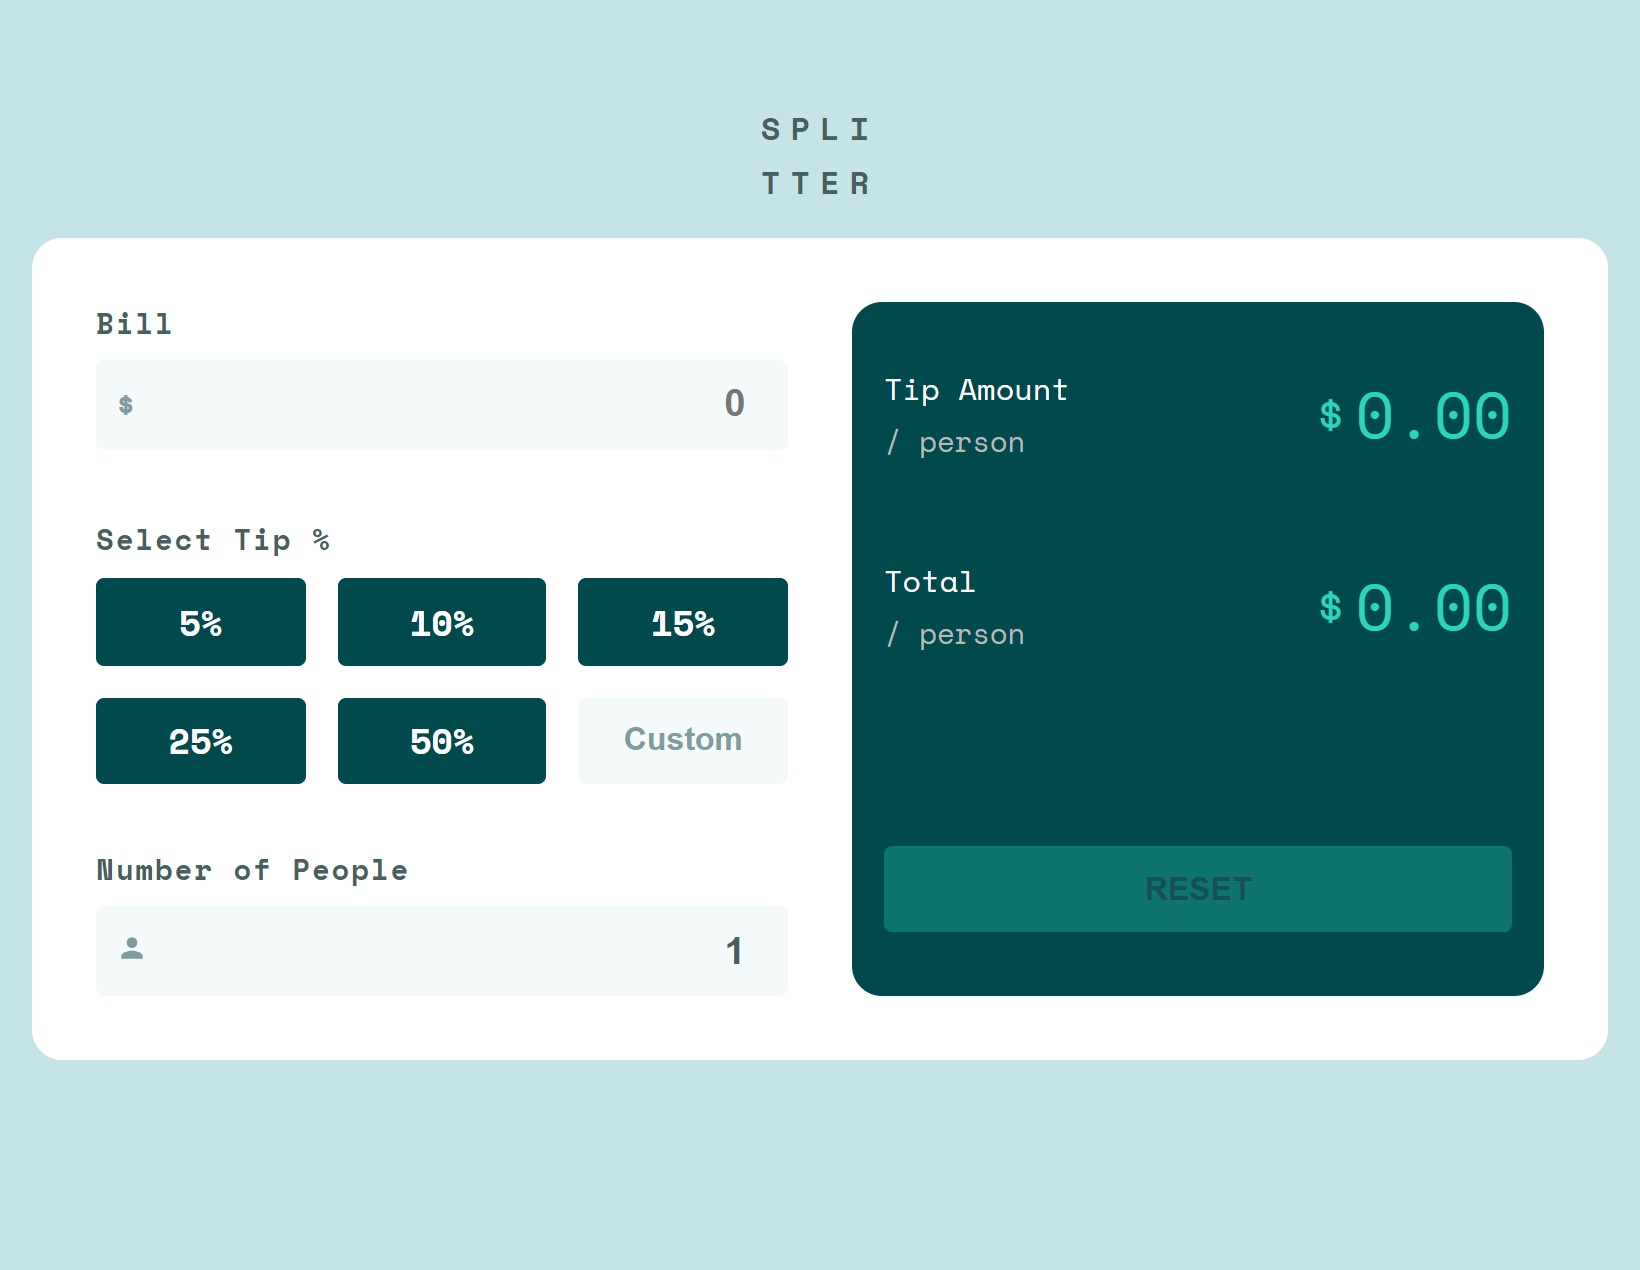 SPLI
TTER
Bill
$ 0
Select Tip %
5% 10% 15%
25% 50% Custom
Number of People
1
Tip Amount
/ person
$0.00
Total
/ person
$0.00
RESET